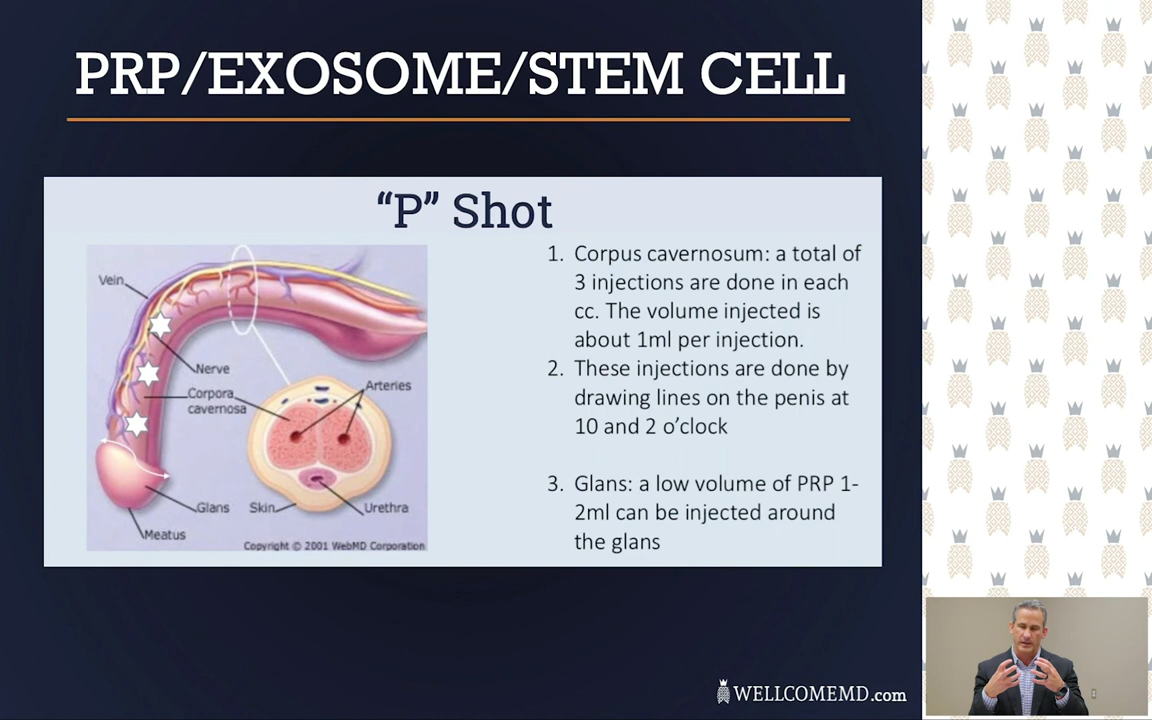 PRP/EXOSOME/STEM CELL
“P” Shot
Vein
Nerve
Corpora
cavernosa
Glans
Meatus
Arteries
Skin
Urethra
Copyright © 2001 WebMD Corporation
1. Corpus cavernosum: a total of
3 injections are done in each
cc. The volume injected is
about 1ml per injection.
2. These injections are done by
drawing lines on the penis at
10 and 2 o’clock
3. Glans: a low volume of PRP 1-
2ml can be injected around
the glans
WELLCOMEMD.com